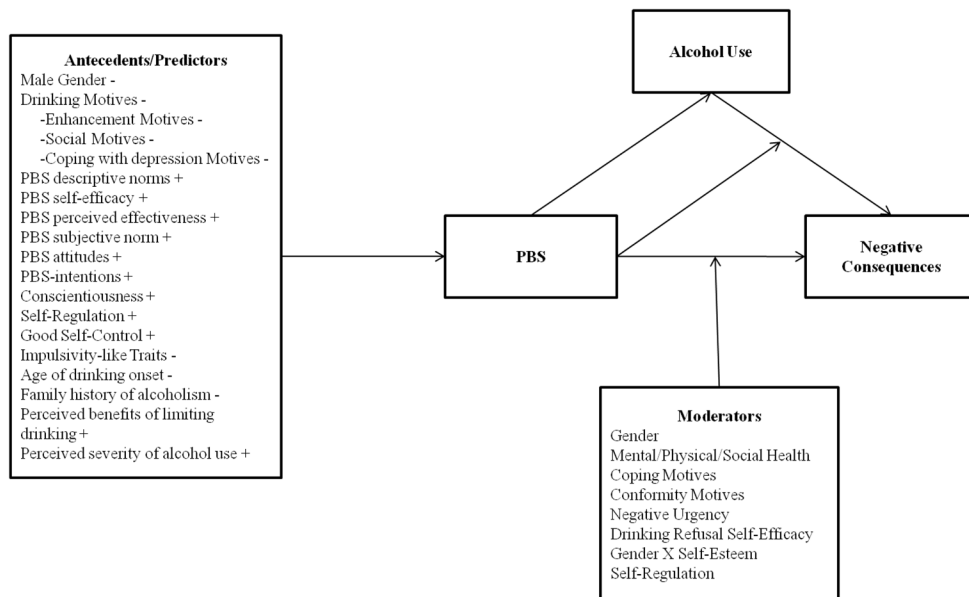 Antecedents/Predictors
Male Gender -
Drinking Motives -
-Enhancement Motives -
-Social Motives -
-Coping with depression Motives -
PBS descriptive norms +
PBS self-efficacy +
PBS perceived effectiveness +
PBS subjective norm +
PBS attitudes +
PBS-intentions +
Conscientiousness +
Self-Regulation +
Good Self-Control +
Impulsivity-like Traits -
Age of drinking onset -
Family history of alcoholism -
Perceived benefits of limiting
drinking +
Perceived severity of alcohol use +
Alcohol Use
PBS
Negative
Consequences
Moderators
Gender
Mental/Physical/Social Health
Coping Motives
Conformity Motives
Negative Urgency
Drinking Refusal Self-Efficacy
Gender X Self-Esteem
Self-Regulation